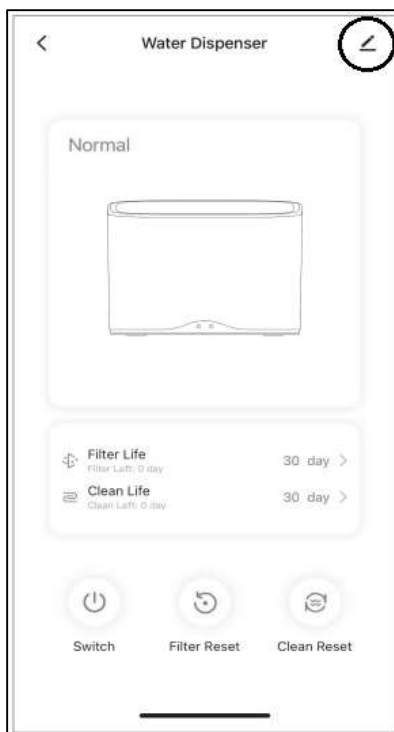 Water Dispenser
Normal
Filter Life
Filter Left: 0 day
30 day
Clean Life
Clean Left: 0 day
30 day
Switch
Filter Reset
Clean Reset